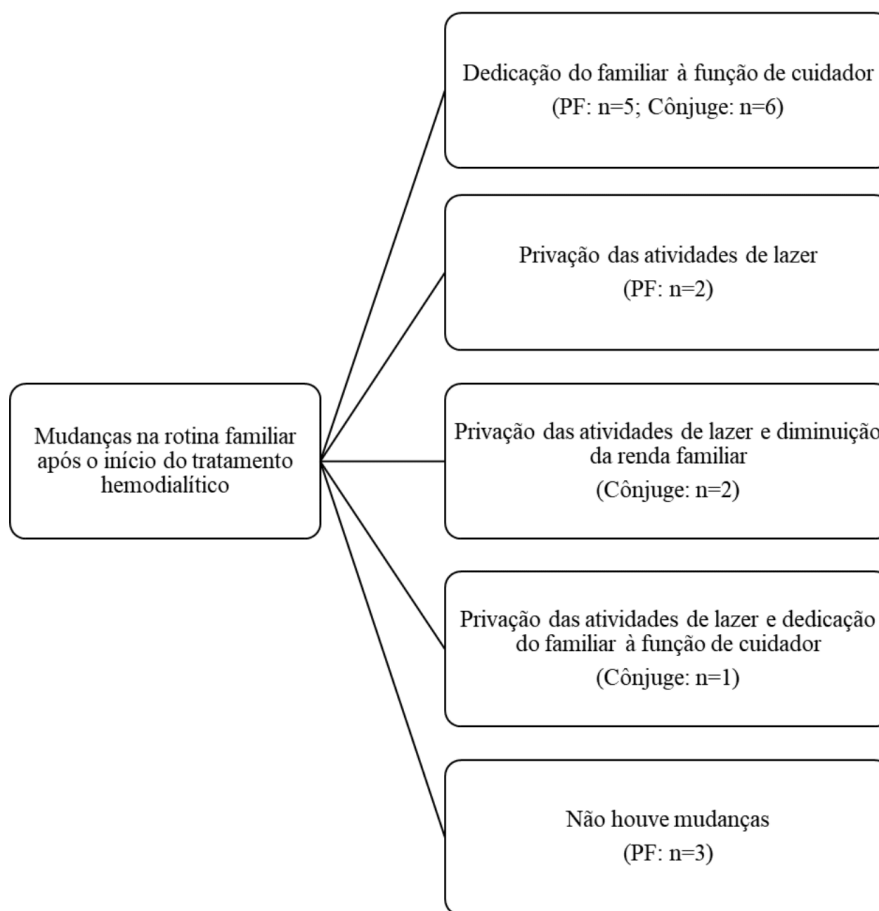 Dedicação do familiar à função de cuidador
(PF: n=5; Cônjuge: n=6)
Privação das atividades de lazer
(PF: n=2)
Mudanças na rotina familiar
após o início do tratamento
hemodialítico
Privação das atividades de lazer e diminuição
da renda familiar
(Cônjuge: n=2)
Privação das atividades de lazer e dedicação
do familiar à função de cuidador
(Cônjuge: n=1)
Não houve mudanças
(PF: n=3)